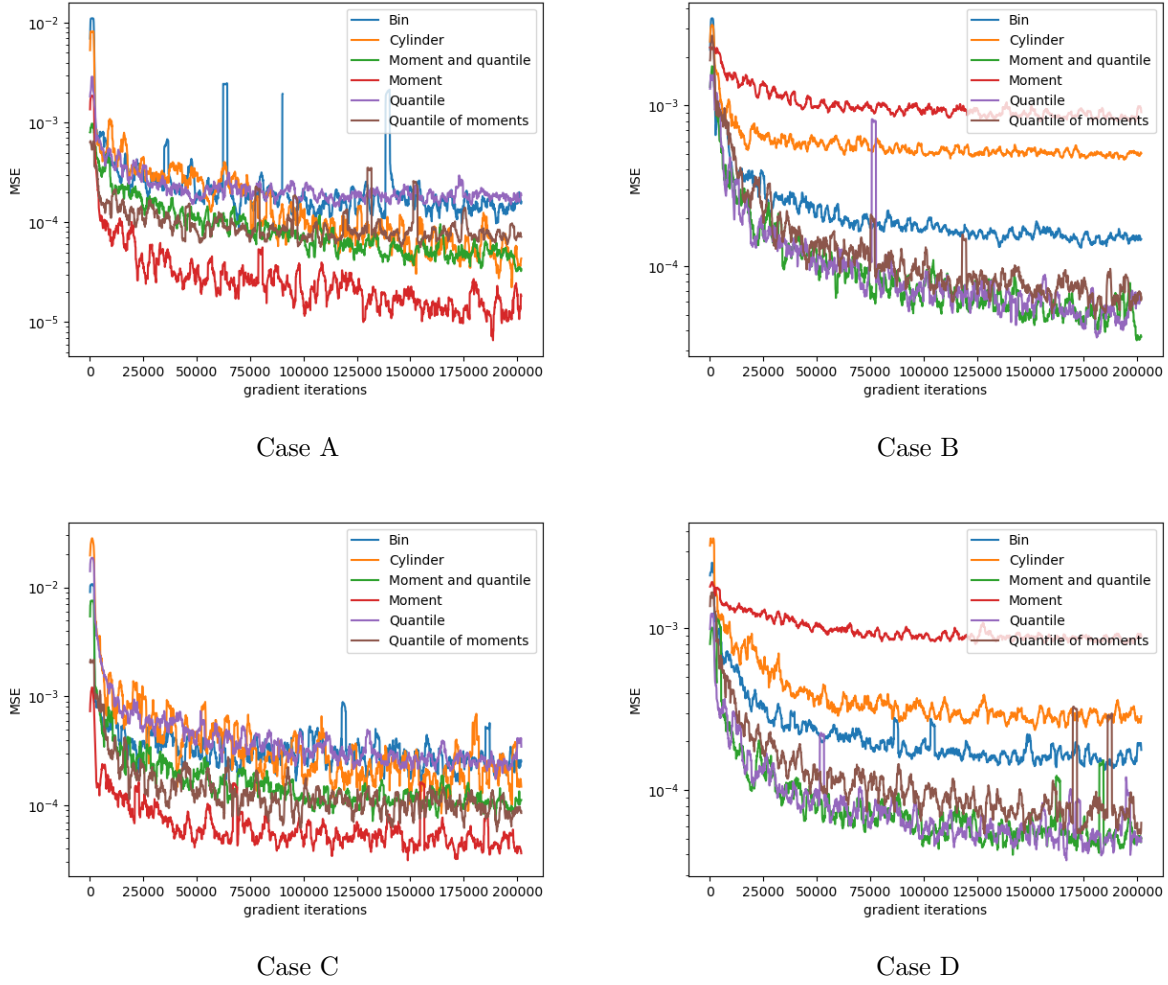 Bin
Cylinder
Moment and quantile
Moment
Quantile
Quantile of moments
10⁻²
10⁻³
10⁻⁴
10⁻⁵
MSE
0 25000 50000 75000 100000 125000 150000 175000 200000
gradient iterations
Case A
Bin
Cylinder
Moment and quantile
Moment
Quantile
Quantile of moments
10⁻³
10⁻⁴
MSE
0 25000 50000 75000 100000 125000 150000 175000 200000
gradient iterations
Case B
Bin
Cylinder
Moment and quantile
Moment
Quantile
Quantile of moments
10⁻²
10⁻³
10⁻⁴
MSE
0 25000 50000 75000 100000 125000 150000 175000 200000
gradient iterations
Case C
Bin
Cylinder
Moment and quantile
Moment
Quantile
Quantile of moments
10⁻³
10⁻⁴
MSE
0 25000 50000 75000 100000 125000 150000 175000 200000
gradient iterations
Case D